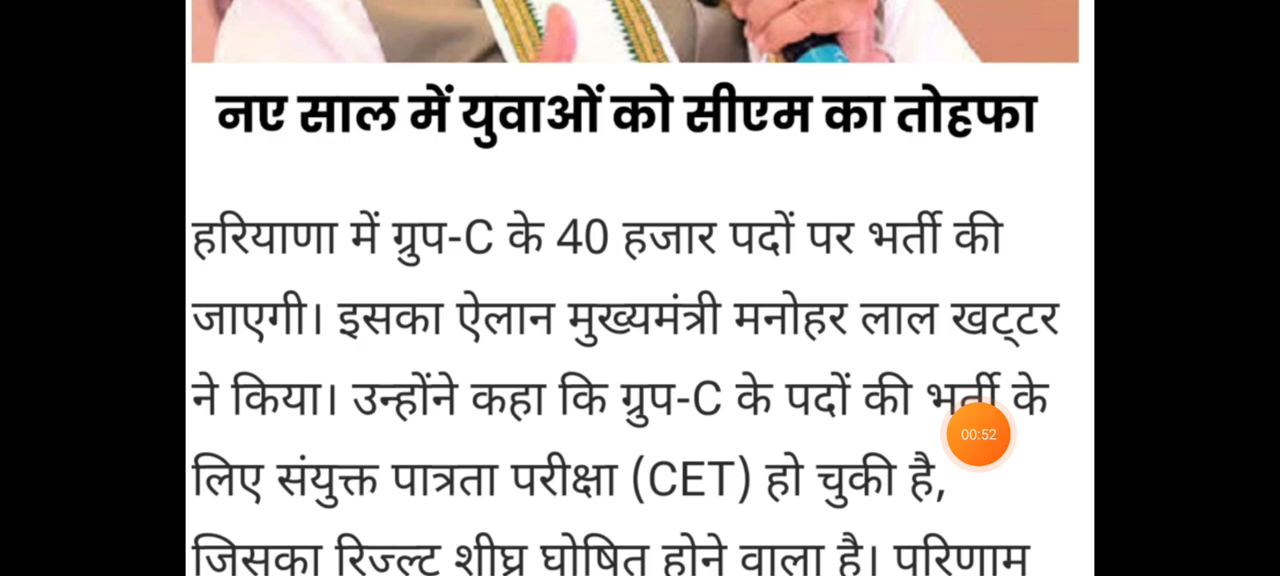 नए साल में युवाओं को सीएम का तोहफा
हरियाणा में ग्रुप-C के 40 हजार पदों पर भर्ती की
जाएगी। इसका ऐलान मुख्यमंत्री मनोहर लाल खट्‌टर
ने किया। उन्होंने कहा कि ग्रुप-C के पदों की भर्ती के
00:52
लिए संयुक्त पात्रता परीक्षा (CET) हो चुकी है,
जिसका रिज्ल्ट शीघ्र घोषित होने वाला है। परिणाम